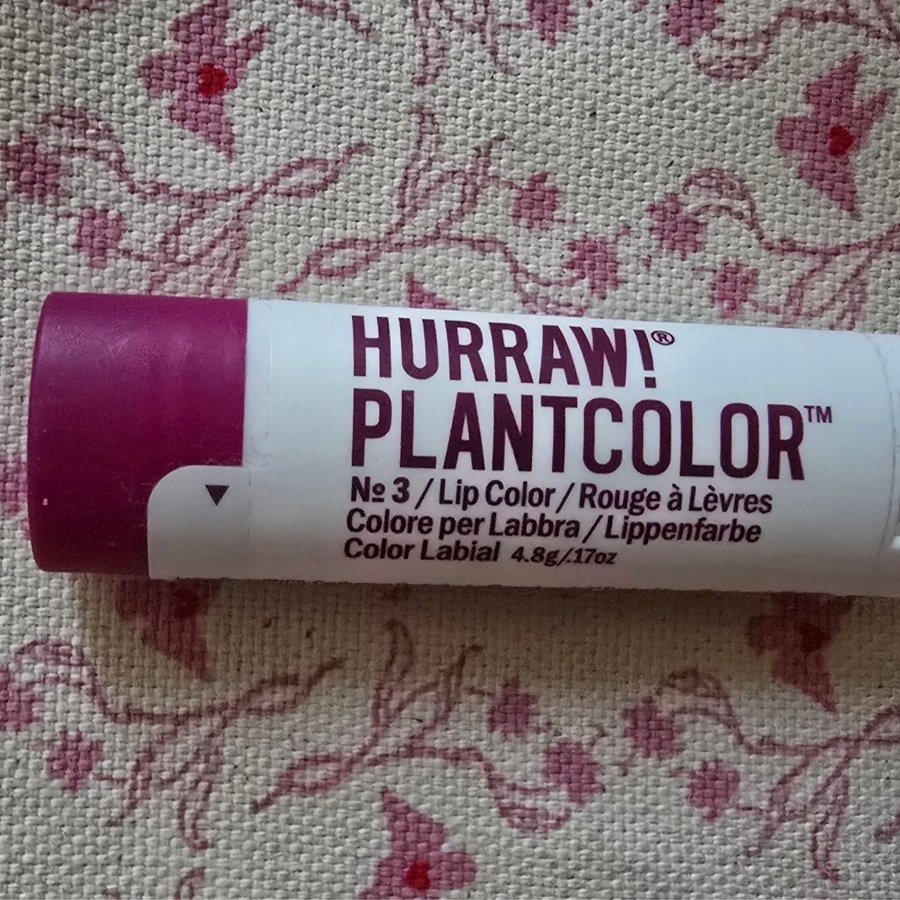 HURRAW!®
PLANTCOLOR™
№ 3 / Lip Color / Rouge à Lèvres
Colore per Labbra / Lippenfarbe
Color Labial 4.8g/.17oz